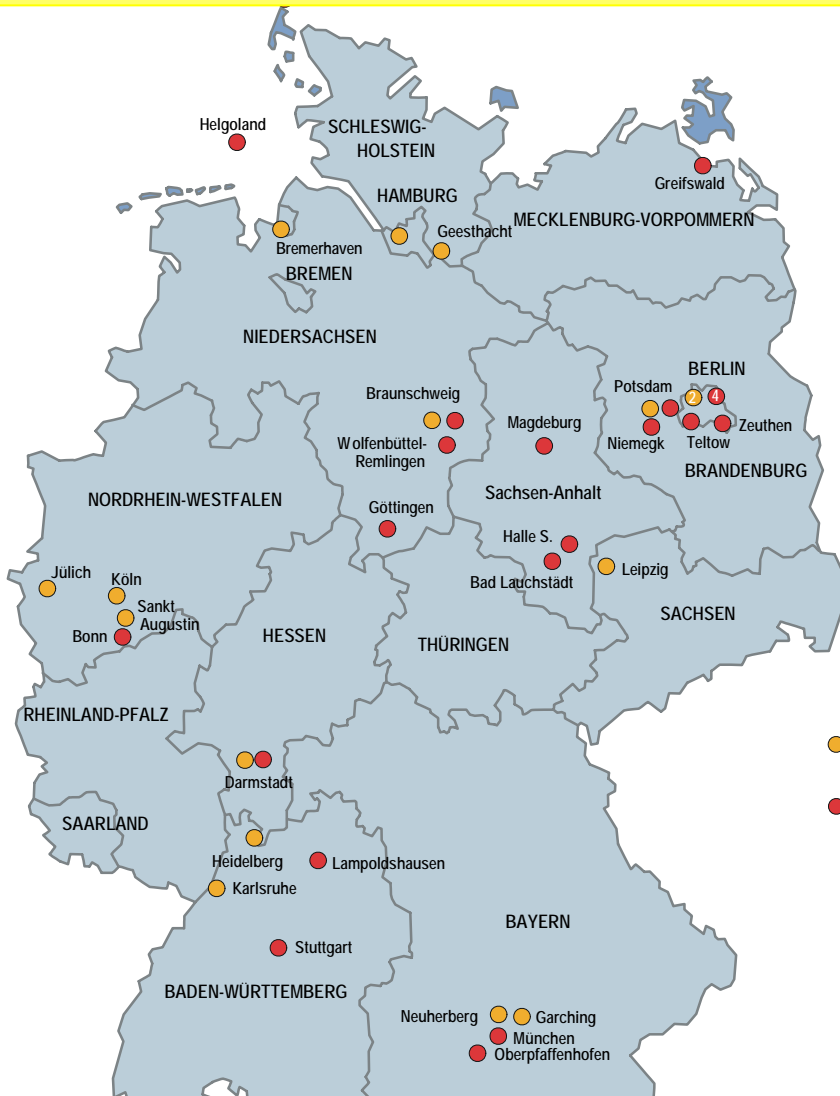 Helgoland
SCHLESWIG-
HOLSTEIN
Greifswald
HAMBURG
MECKLENBURG-VORPOMMERN
Geesthacht
Bremerhaven
BREMEN
NIEDERSACHSEN
BERLIN
Potsdam
2
4
Braunschweig
Magdeburg
Zeuthen
Niemegk
Teltow
Wolfenbüttel-
Remlingen
BRANDENBURG
NORDRHEIN-WESTFALEN
Sachsen-Anhalt
Göttingen
Halle S.
Jülich
Köln
Bad Lauchstädt
Leipzig
Sankt
Augustin
Bonn
HESSEN
THÜRINGEN
SACHSEN
RHEINLAND-PFALZ
Darmstadt
SAARLAND
Heidelberg
Lampoldshausen
Karlsruhe
BAYERN
Stuttgart
BADEN-WÜRTTEMBERG
Neuherberg
Garching
München
Oberpfaffenhofen